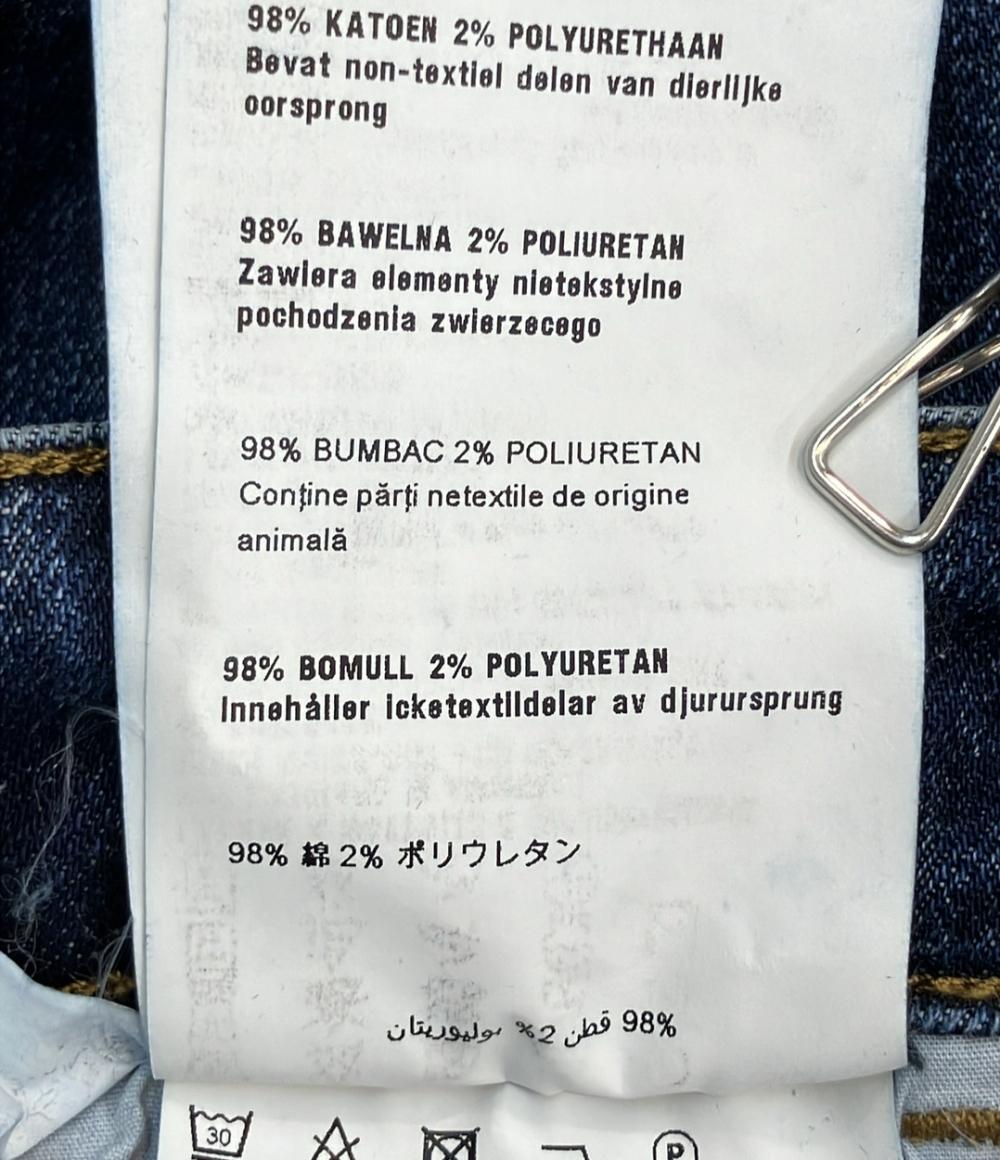 98% KATOEN 2% POLYURETHAAN
Bevat non-textiel delen van dierlijke
oorsprong
98% BAWELNA 2% POLIURETAN
Zawiera elementy nietekstylne
pochodzenia zwierzecego
98% BUMBAC 2% POLIURETAN
Conține părți netextile de origine
animală
98% BOMULL 2% POLYURETAN
Innehåller icketextildelar av djurursprung
98% 綿 2% ポリウレタン
98% قطن 2% بوليوريتان
30 P